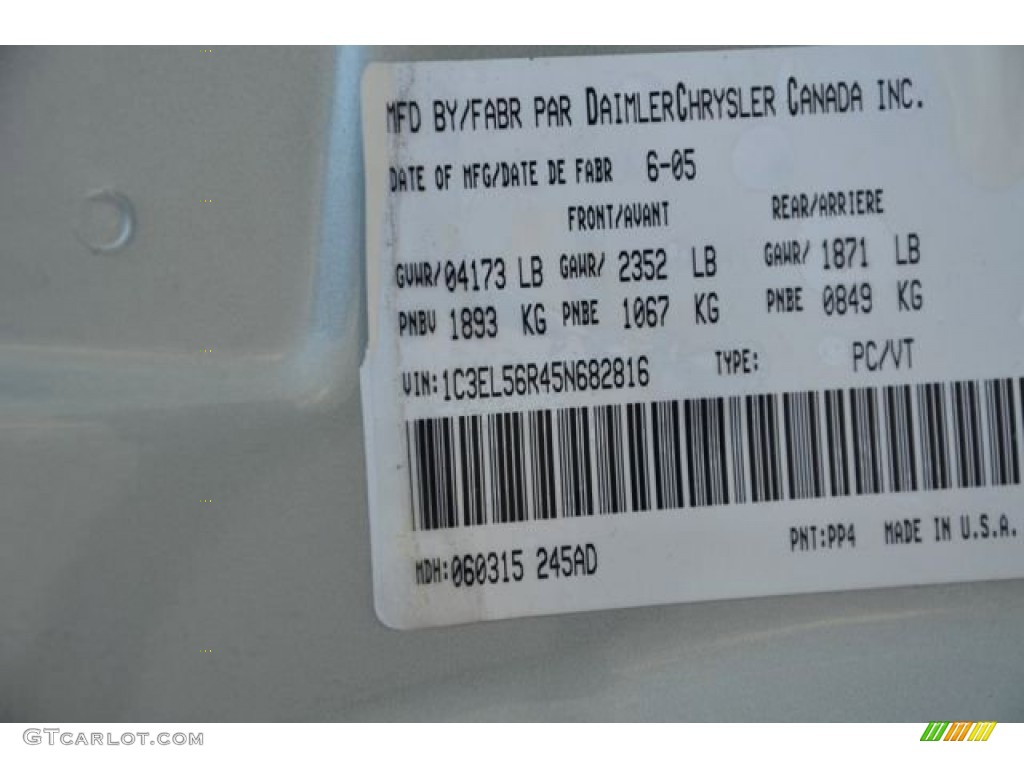 MFD BY/FABR PAR DAIMLERCHRYSLER CANADA INC.
DATE OF MFG/DATE DE FABR 6-05
FRONT/AVANT REAR/ARRIERE
GVWR/04173 LB GAWR/ 2352 LB GAWR/ 1871 LB
PNBV 1893 KG PNBE 1067 KG PNBE 0849 KG
VIN:1C3EL56R45N682816 TYPE: PC/VT
MDH:060315 245AD PNT:PP4 MADE IN U.S.A.
GTCARLOT.COM